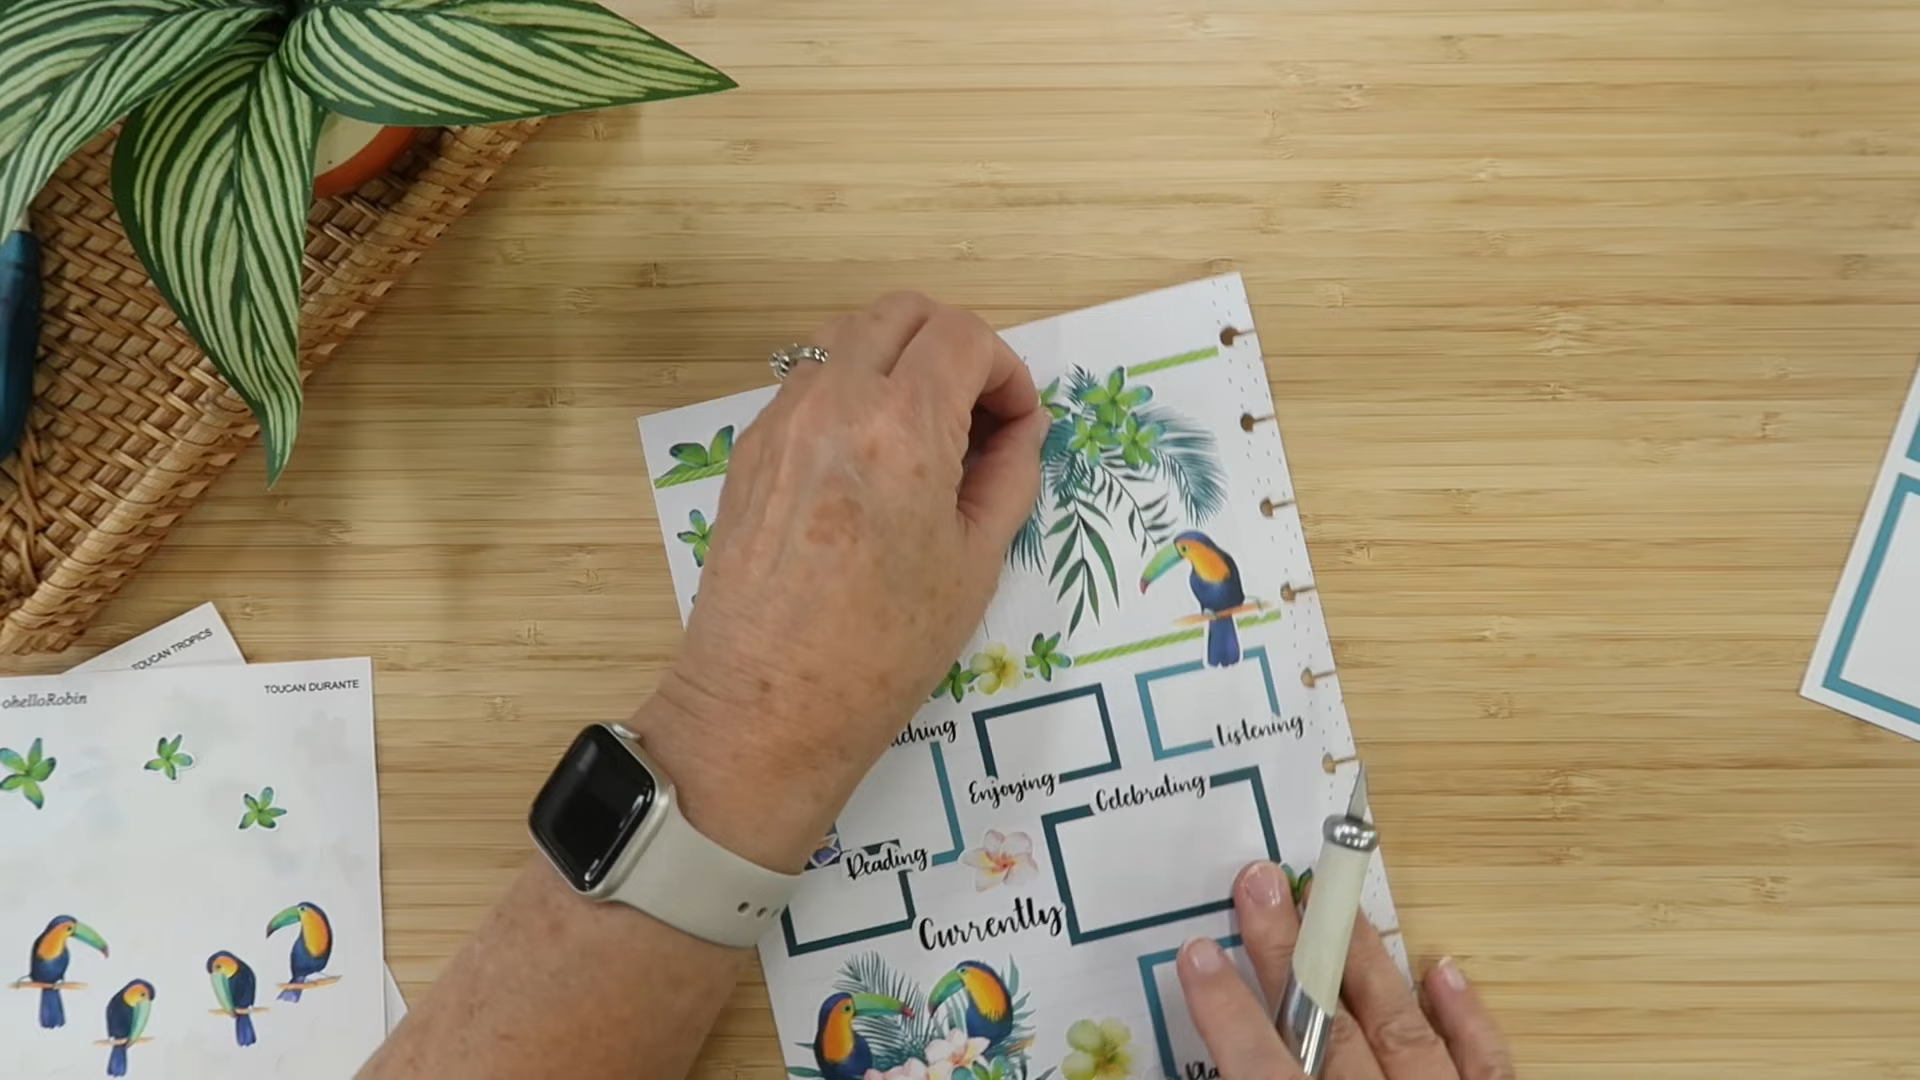 TOUCAN TROPICS
ohelloRobin
TOUCAN DURANTE
Listening
Enjoying
Celebrating
Reading
Currently